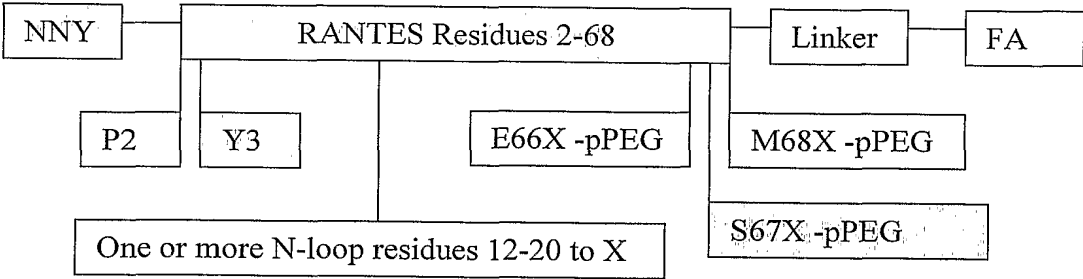 NNY
RANTES Residues 2-68
Linker
FA
P2
Y3
E66X -pPEG
M68X -pPEG
S67X -pPEG
One or more N-loop residues 12-20 to X